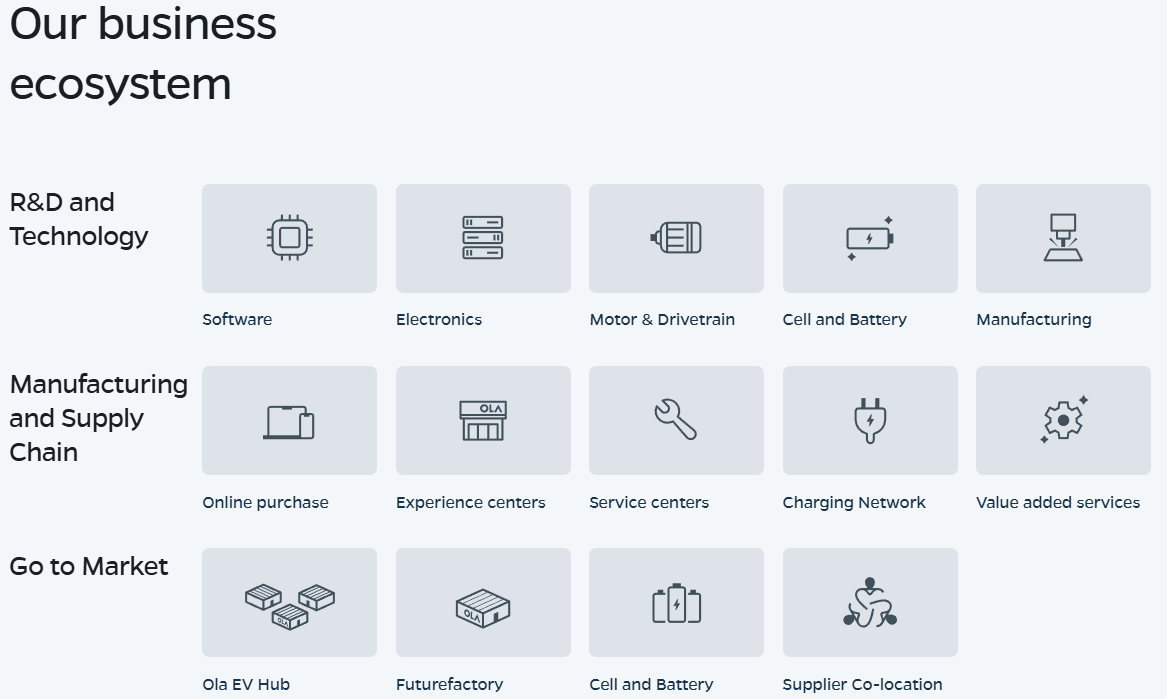 Our business
ecosystem
R&D and
Technology
Software
Electronics
Motor & Drivetrain
Cell and Battery
Manufacturing
Manufacturing
and Supply
Chain
OLA
Online purchase
Experience centers
Service centers
Charging Network
Value added services
Go to Market
OLA
OLA
Ola EV Hub
Futurefactory
Cell and Battery
Supplier Co-location